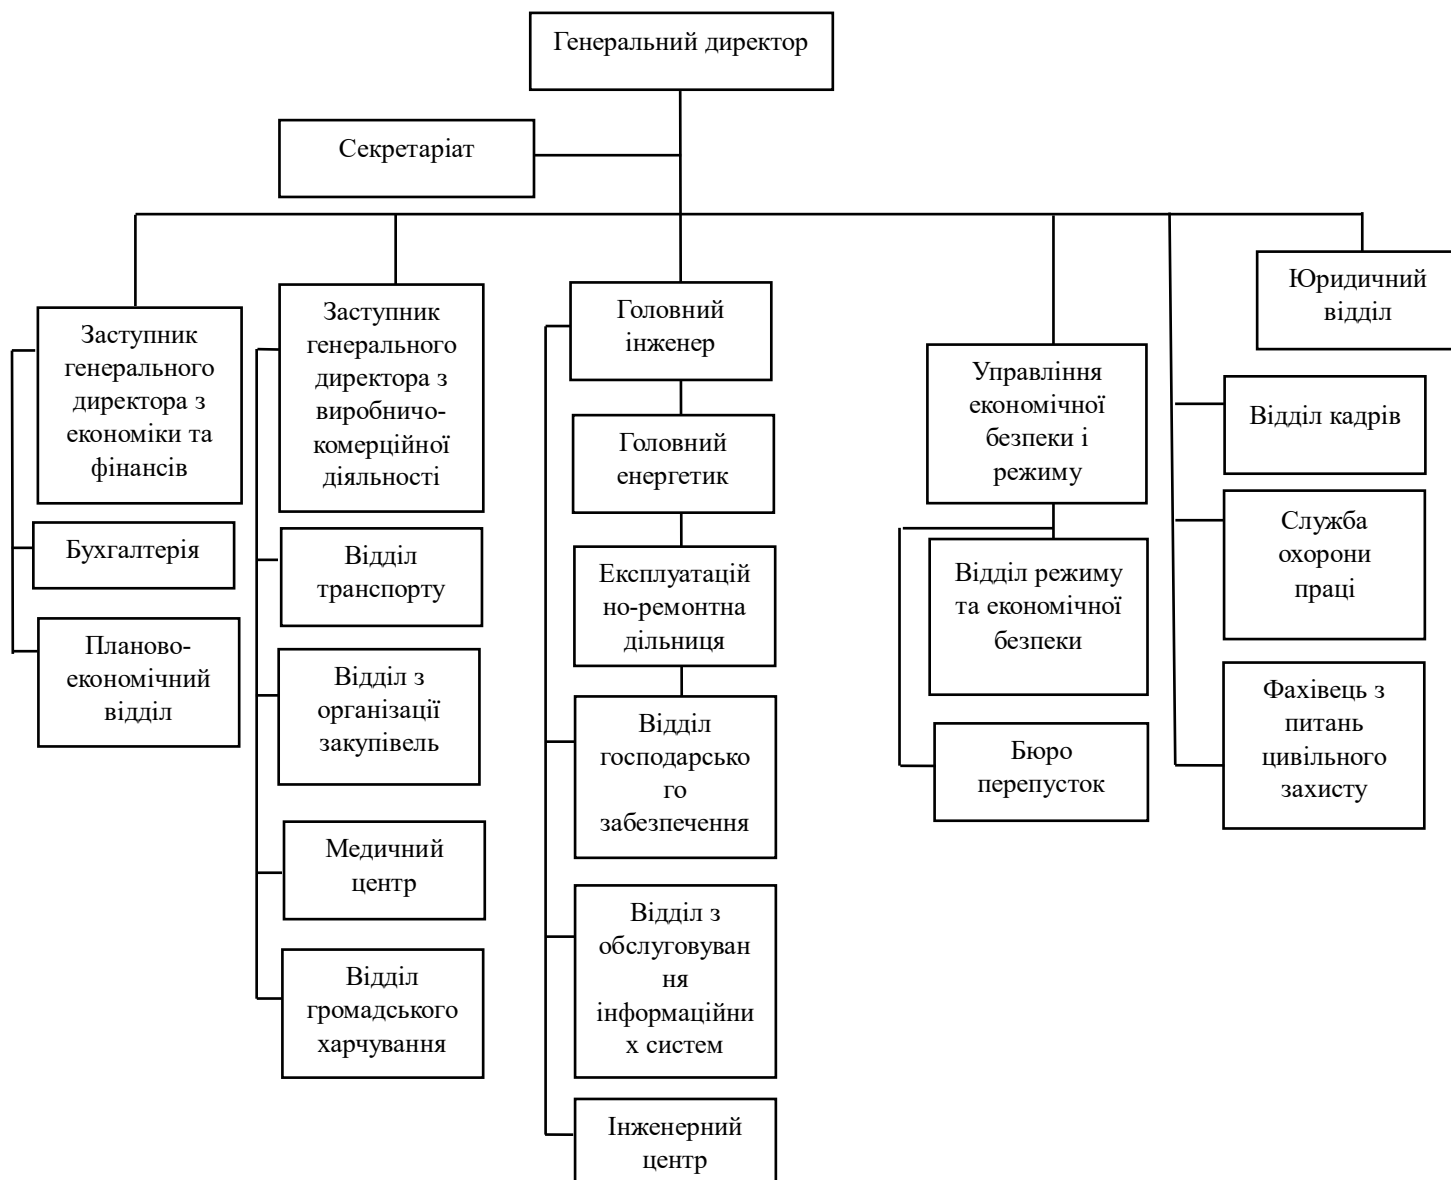 Генеральний директор
Секретаріат
Заступник
генерального
директора з
економіки та
фінансів
Бухгалтерія
Планово-
економічний
відділ
Заступник
генерального
директора з
виробничо-
комерційної
діяльності
Відділ
транспорту
Відділ з
організації
закупівель
Медичний
центр
Відділ
громадського
харчування
Головний
інженер
Головний
енергетик
Експлуатацій
но-ремонтна
дільниця
Відділ
господарсько
го
забезпечення
Відділ з
обслуговуван
ня
інформаційни
х систем
Інженерний
центр
Управління
економічної
безпеки і
режиму
Відділ режиму
та економічної
безпеки
Бюро
перепусток
Юридичний
відділ
Відділ кадрів
Служба
охорони
праці
Фахівець з
питань
цивільного
захисту